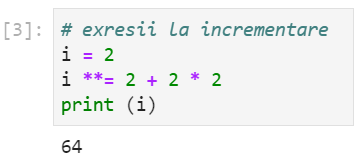 [3]: # exresii la incrementare
i = 2
i **= 2 + 2 * 2
print (i)
64